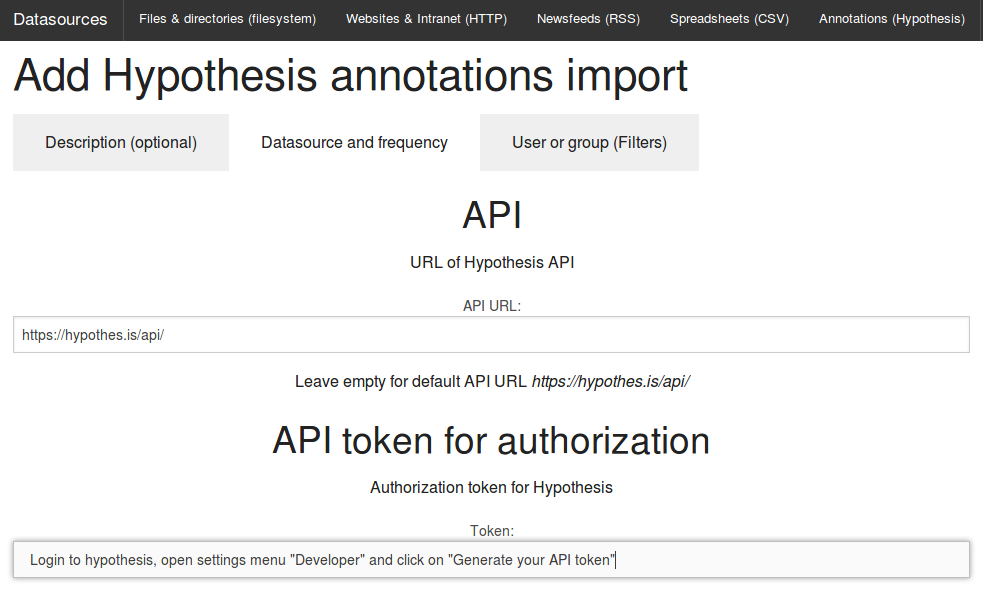 Datasources Files & directories (filesystem) Websites & Intranet (HTTP) Newsfeeds (RSS) Spreadsheets (CSV) Annotations (Hypothesis)
Add Hypothesis annotations import
Description (optional) Datasource and frequency User or group (Filters)
API
URL of Hypothesis API
API URL:
https://hypothes.is/api/
Leave empty for default API URL https://hypothes.is/api/
API token for authorization
Authorization token for Hypothesis
Token:
Login to hypothesis, open settings menu "Developer" and click on "Generate your API token"